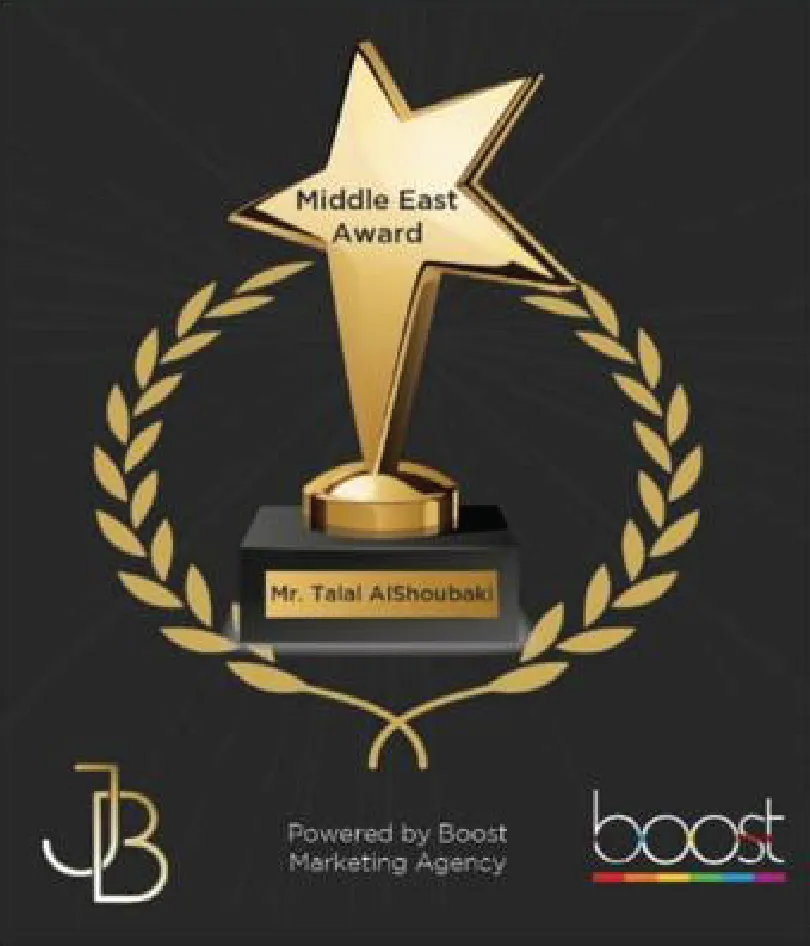 Middle East
Award
Mr. Talal AlShoubaki
JB
Powered by Boost
Marketing Agency
boost